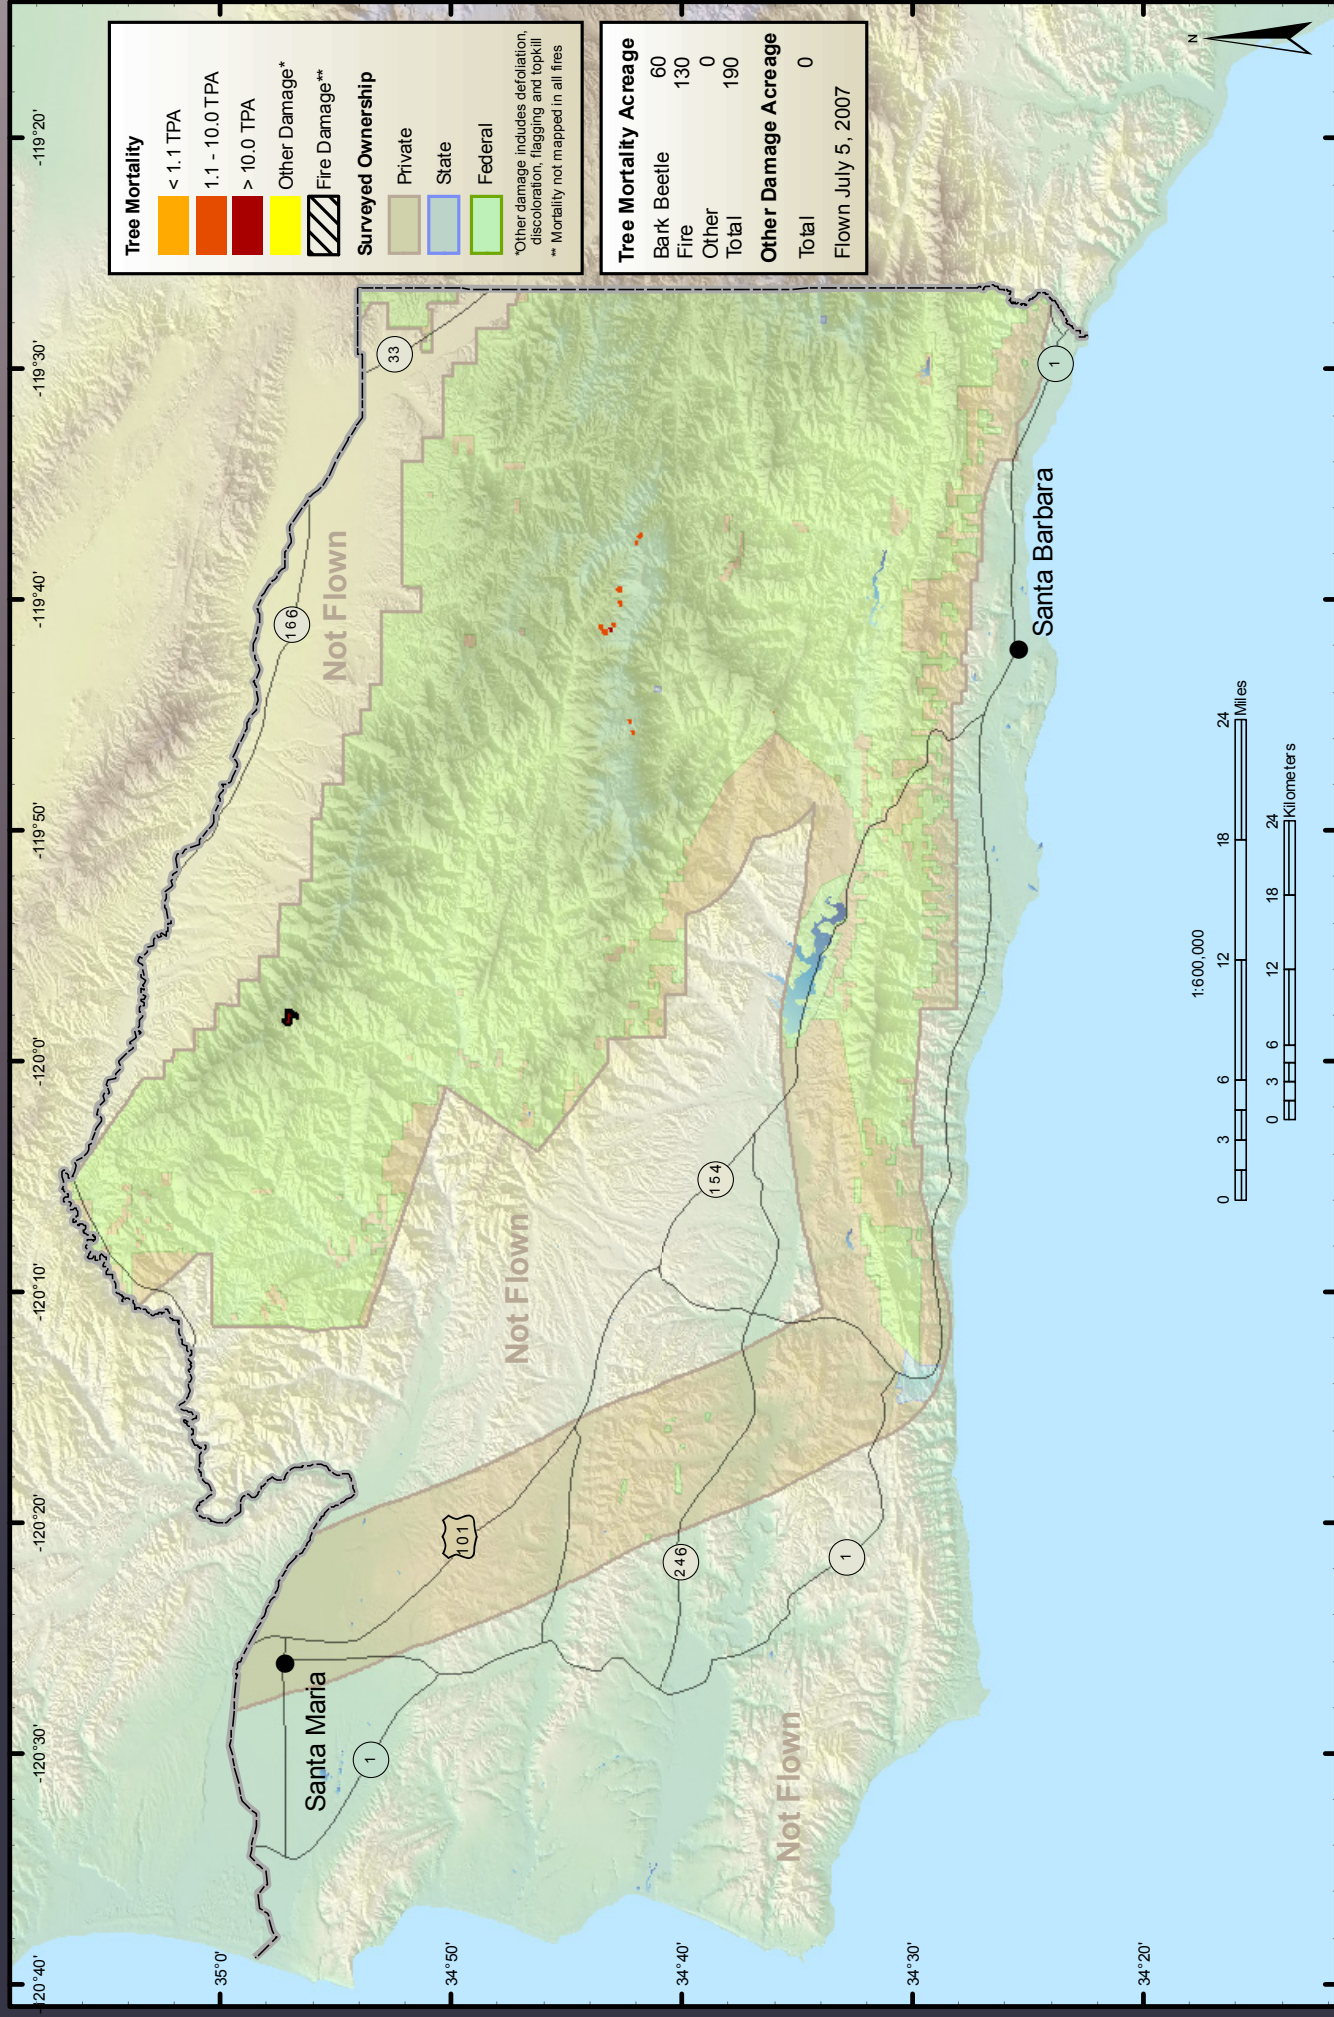 -120°40'
-120°30'
-120°20'
-120°10'
-120°0'
-119°50'
-119°40'
-119°30'
-119°20'
35°0'
34°50'
34°40'
34°30'
34°20'
Tree Mortality
< 1.1 TPA
1.1 - 10.0 TPA
> 10.0 TPA
Other Damage*
Fire Damage**
Surveyed Ownership
Private
State
Federal
*Other damage includes defoliation,
discoloration, flagging and topkill
** Mortality not mapped in all fires
Tree Mortality Acreage
Bark Beetle 60
Fire 130
Other 0
Total 190
Other Damage Acreage
Total 0
Flown July 5, 2007
N
33
166
Not Flown
Santa Maria
1
101
Not Flown
154
246
1
Not Flown
Santa Barbara
1
1:600,000
0 3 6 12 18 24
Miles
0 3 6 12 18 24
Kilometers